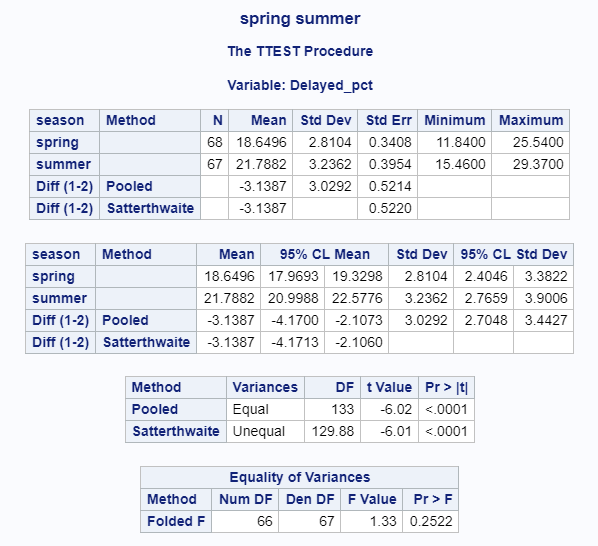 spring summer
The TTEST Procedure
Variable: Delayed_pct
season Method N Mean Std Dev Std Err Minimum Maximum
spring 68 18.6496 2.8104 0.3408 11.8400 25.5400
summer 67 21.7882 3.2362 0.3954 15.4600 29.3700
Diff (1-2) Pooled -3.1387 3.0292 0.5214
Diff (1-2) Satterthwaite -3.1387 0.5220
season Method Mean 95% CL Mean Std Dev 95% CL Std Dev
spring 18.6496 17.9693 19.3298 2.8104 2.4046 3.3822
summer 21.7882 20.9988 22.5776 3.2362 2.7659 3.9006
Diff (1-2) Pooled -3.1387 -4.1700 -2.1073 3.0292 2.7048 3.4427
Diff (1-2) Satterthwaite -3.1387 -4.1713 -2.1060
Method Variances DF t Value Pr > |t|
Pooled Equal 133 -6.02 <.0001
Satterthwaite Unequal 129.88 -6.01 <.0001
Equality of Variances
Method Num DF Den DF F Value Pr > F
Folded F 66 67 1.33 0.2522